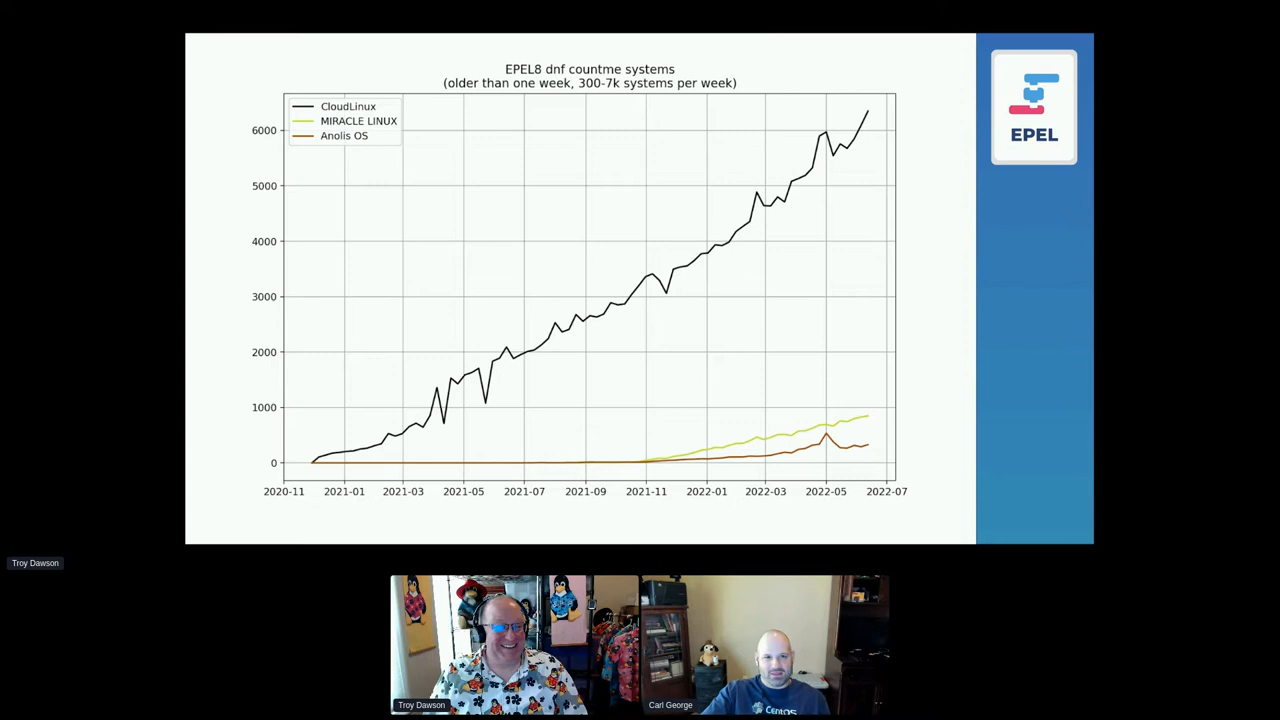 EPEL8 dnf countme systems
(older than one week, 300-7k systems per week)
CloudLinux
MIRACLE LINUX
Anolis OS
6000
5000
4000
3000
2000
1000
0
2020-11 2021-01 2021-03 2021-05 2021-07 2021-09 2021-11 2022-01 2022-03 2022-05 2022-07
EPEL
Troy Dawson
Troy Dawson
Carl George
CentOS